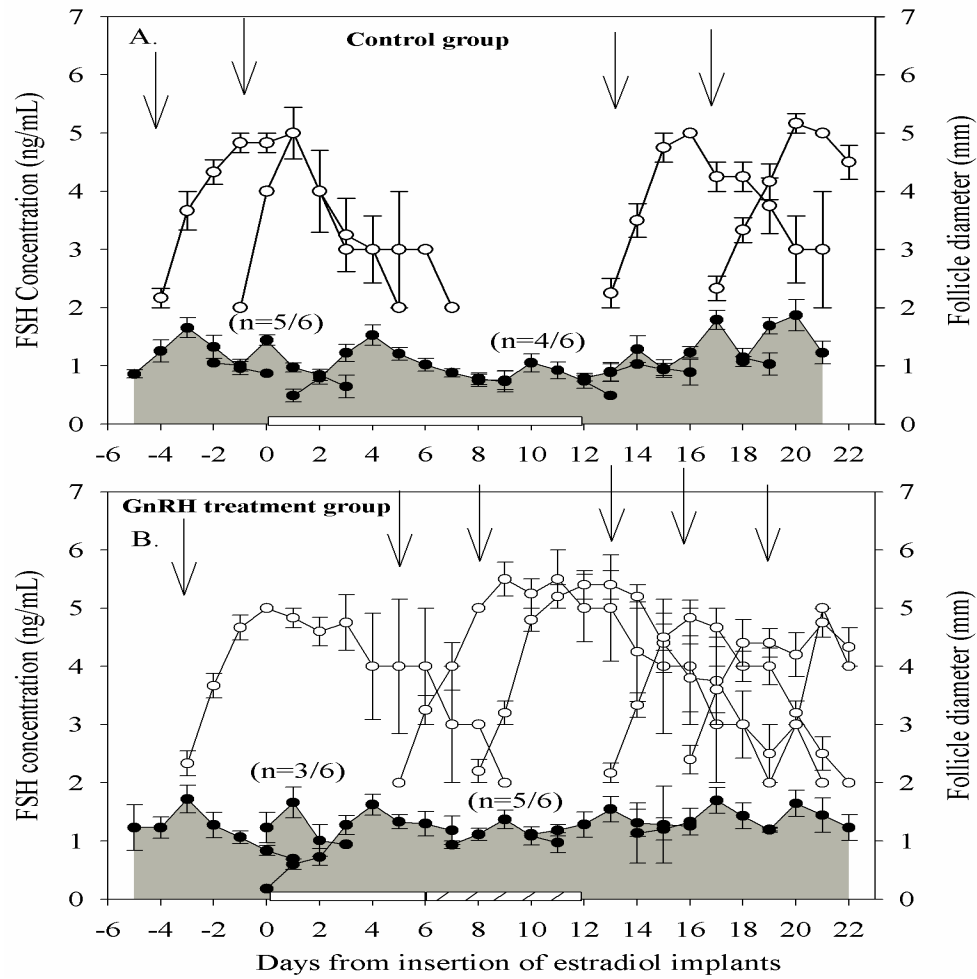 7 7
A. Control group
6 6
5 5
4 4
3 3
2 2
(n=5/6) (n=4/6)
1 1
0 0
FSH Concentration (ng/mL)
Follicle diameter (mm)
-6 -4 -2 0 2 4 6 8 10 12 14 16 18 20 22
7 7
GnRH treatment group
B.
6 6
5 5
4 4
3 3
(n=3/6)
2 2
(n=5/6)
1 1
0 0
FSH concentration (ng/mL)
Follicle diameter (mm)
-6 -4 -2 0 2 4 6 8 10 12 14 16 18 20 22
Days from insertion of estradiol implants